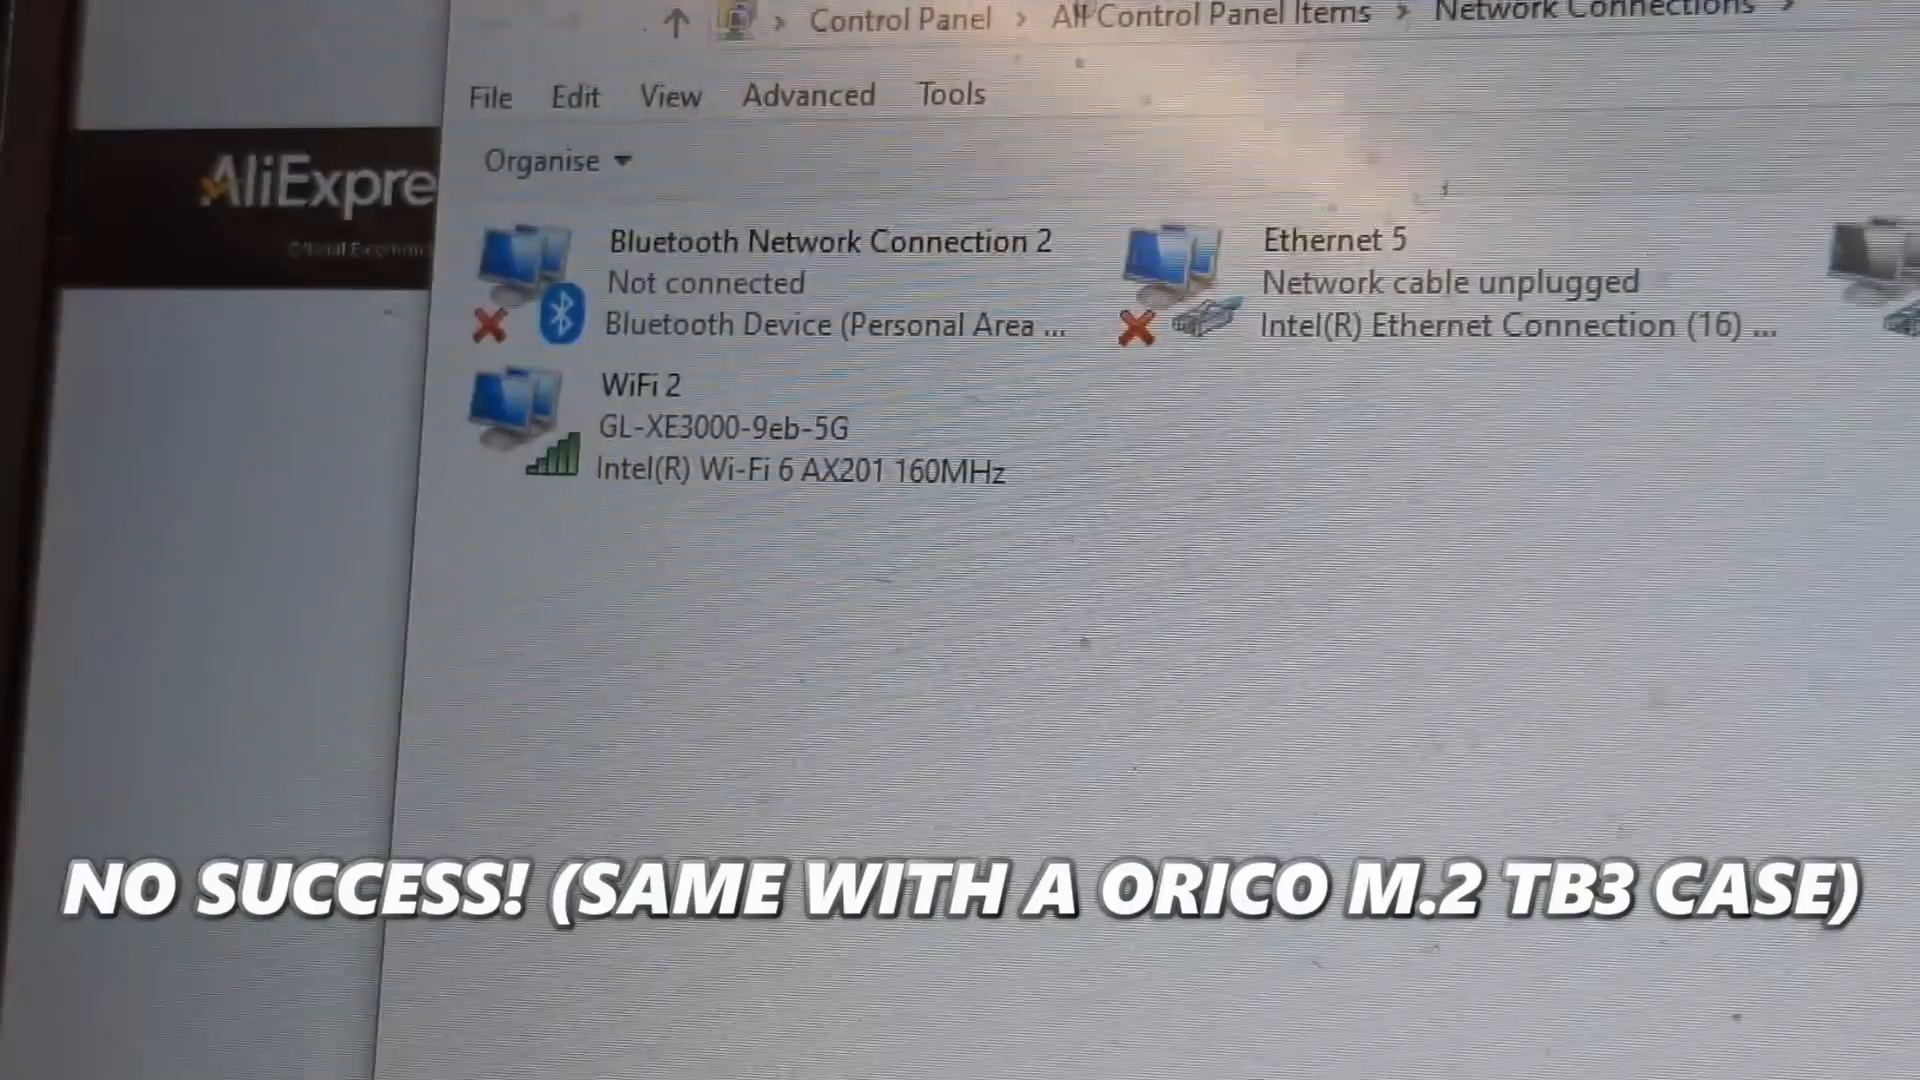 Control Panel > All Control Panel Items > Network Connections >
File Edit View Advanced Tools
Organise
AliExpre
Bluetooth Network Connection 2
Not connected
Bluetooth Device (Personal Area ...
Ethernet 5
Network cable unplugged
Intel(R) Ethernet Connection (16) ...
WiFi 2
GL-XE3000-9eb-5G
Intel(R) Wi-Fi 6 AX201 160MHz
NO SUCCESS! (SAME WITH A ORICO M.2 TB3 CASE)